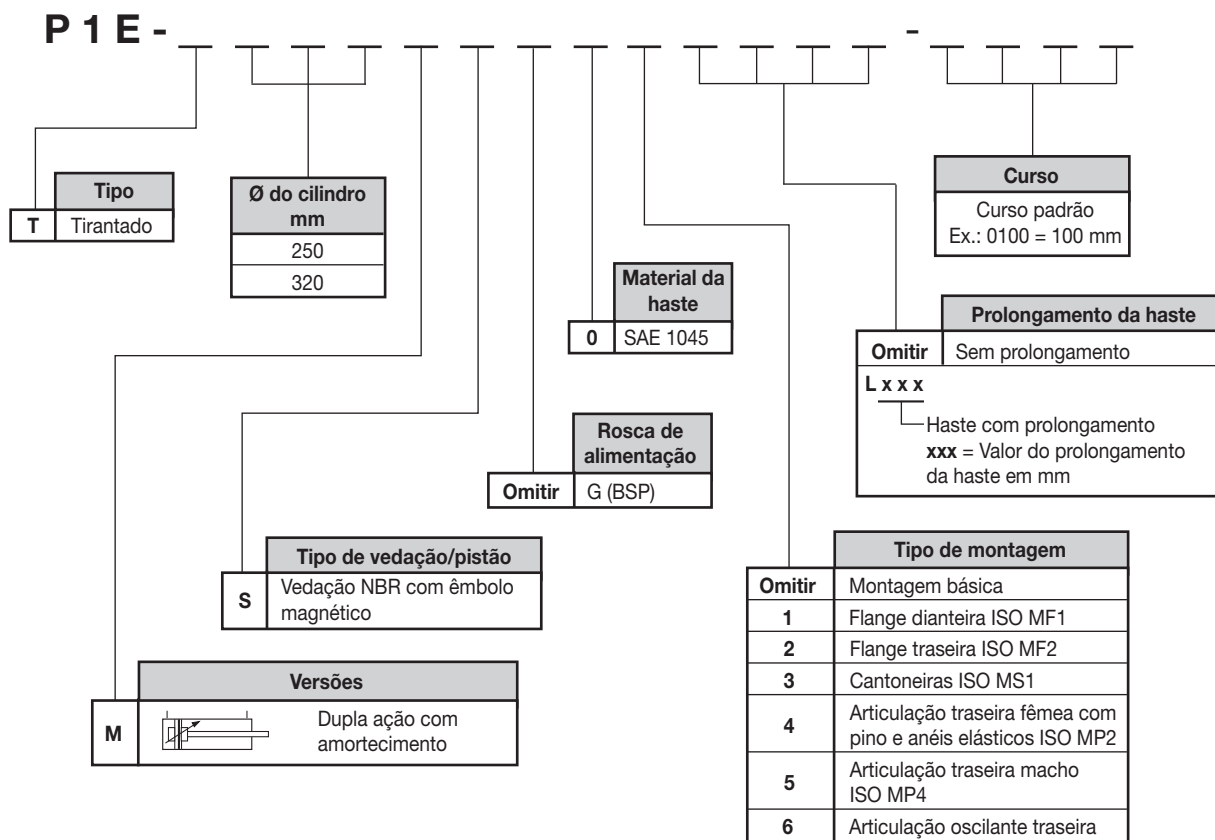 P 1 E -
-
Tipo
T Tirantado
Ø do cilindro
mm
250
320
Curso
Curso padrão
Ex.: 0100 = 100 mm
Material da
haste
0 SAE 1045
Prolongamento da haste
Omitir Sem prolongamento
L x x x
Haste com prolongamento
xxx = Valor do prolongamento
da haste em mm
Rosca de
alimentação
Omitir G (BSP)
Tipo de vedação/pistão
S Vedação NBR com êmbolo
magnético
Tipo de montagem
Omitir Montagem básica
1 Flange dianteira ISO MF1
2 Flange traseira ISO MF2
3 Cantoneiras ISO MS1
4 Articulação traseira fêmea com
pino e anéis elásticos ISO MP2
5 Articulação traseira macho
ISO MP4
6 Articulação oscilante traseira
Versões
M Dupla ação com
amortecimento